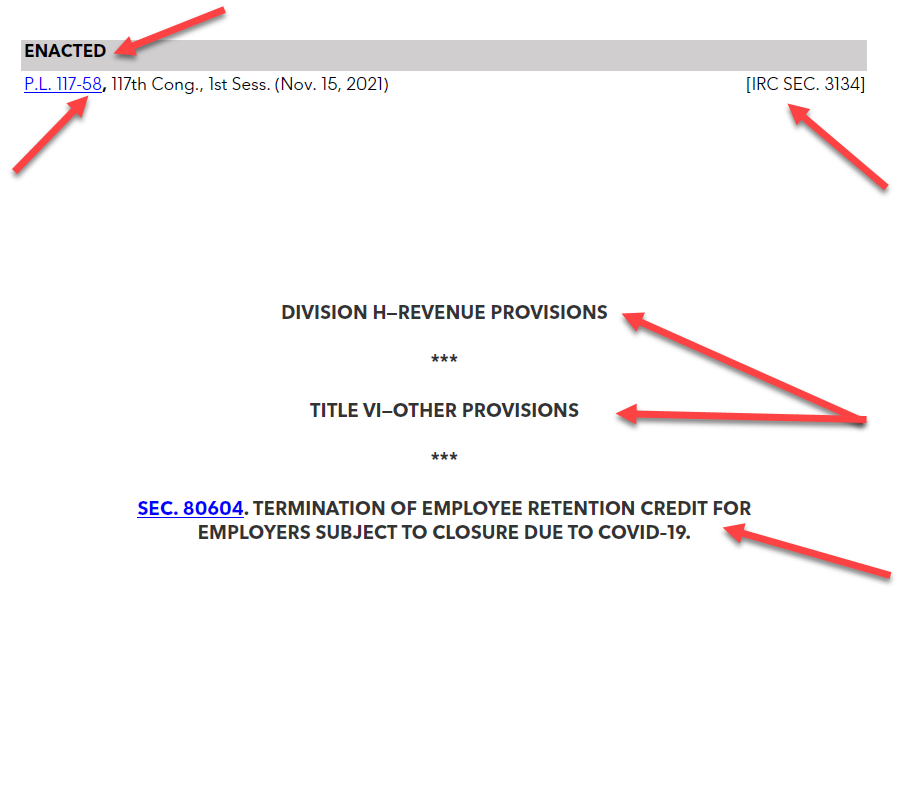 ENACTED
P.L. 117-58, 117th Cong., 1st Sess. (Nov. 15, 2021) [IRC SEC. 3134]
DIVISION H–REVENUE PROVISIONS
***
TITLE VI–OTHER PROVISIONS
***
SEC. 80604. TERMINATION OF EMPLOYEE RETENTION CREDIT FOR
EMPLOYERS SUBJECT TO CLOSURE DUE TO COVID-19.